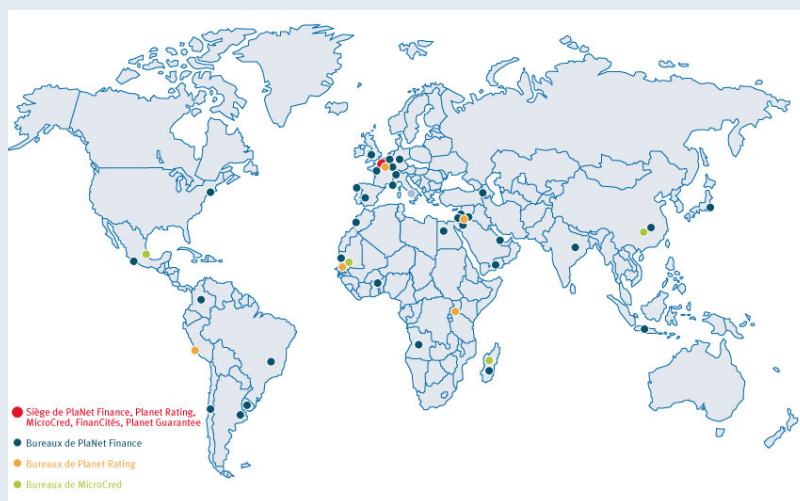 Siège de PlaNet Finance, Planet Rating,
MicroCred, FinanCités, Planet Guarantee
Bureaux de PlaNet Finance
Bureaux de Planet Rating
Bureaux de MicroCred